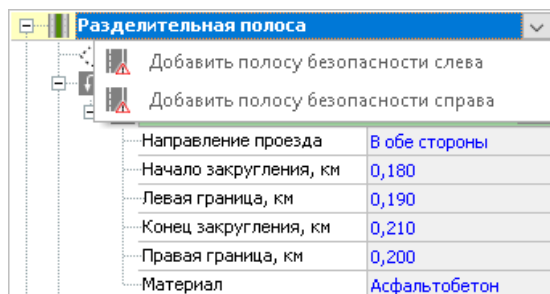 Разделительная полоса
Добавить полосу безопасности слева
Добавить полосу безопасности справа
Направление проезда В обе стороны
Начало закругления, км 0,180
Левая граница, км 0,190
Конец закругления, км 0,210
Правая граница, км 0,200
Материал Асфальтобетон